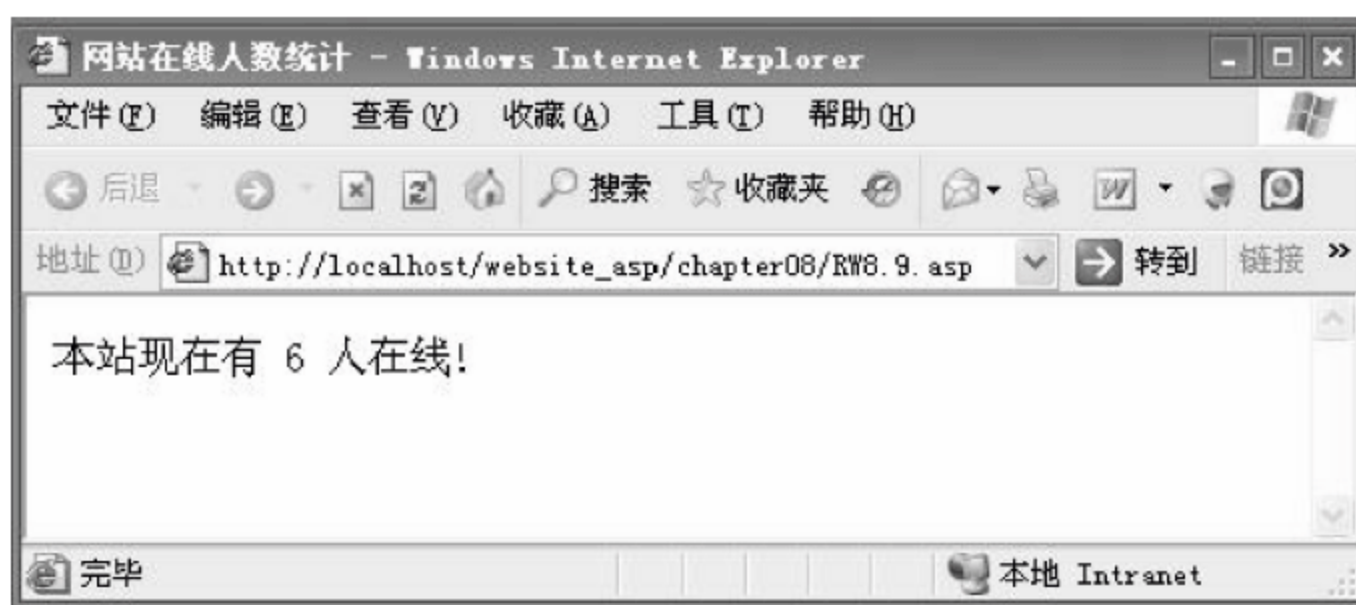 网站在线人数统计 - Windows Internet Explorer
文件(F) 编辑(E) 查看(V) 收藏(A) 工具(T) 帮助(H)
后退 搜索 收藏夹 W
地址(D) http://localhost/website_asp/chapter08/RW8.9.asp 转到 链接 »
本站现在有 6 人在线!
完毕 本地 Intranet